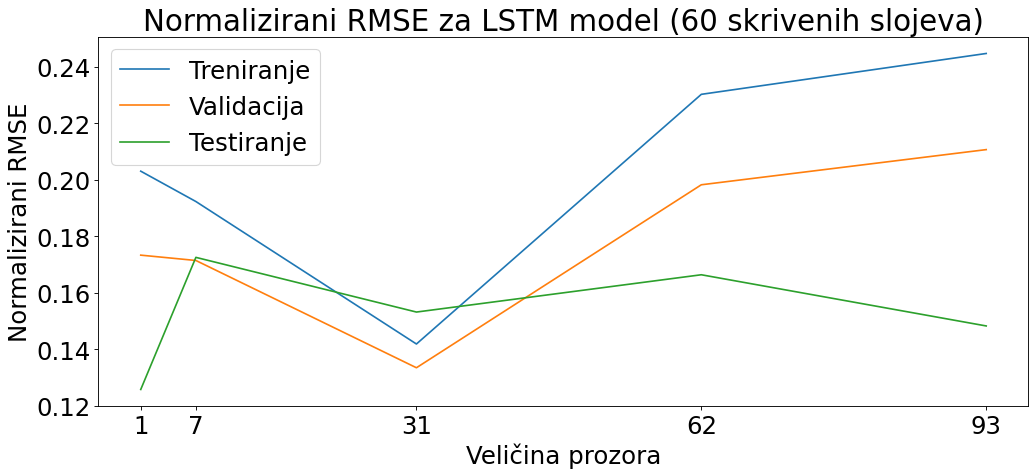 Normalizirani RMSE za LSTM model (60 skrivenih slojeva)
Treniranje
Validacija
Testiranje
Normalizirani RMSE
0.24
0.22
0.20
0.18
0.16
0.14
0.12
1 7 31 62 93
Veličina prozora